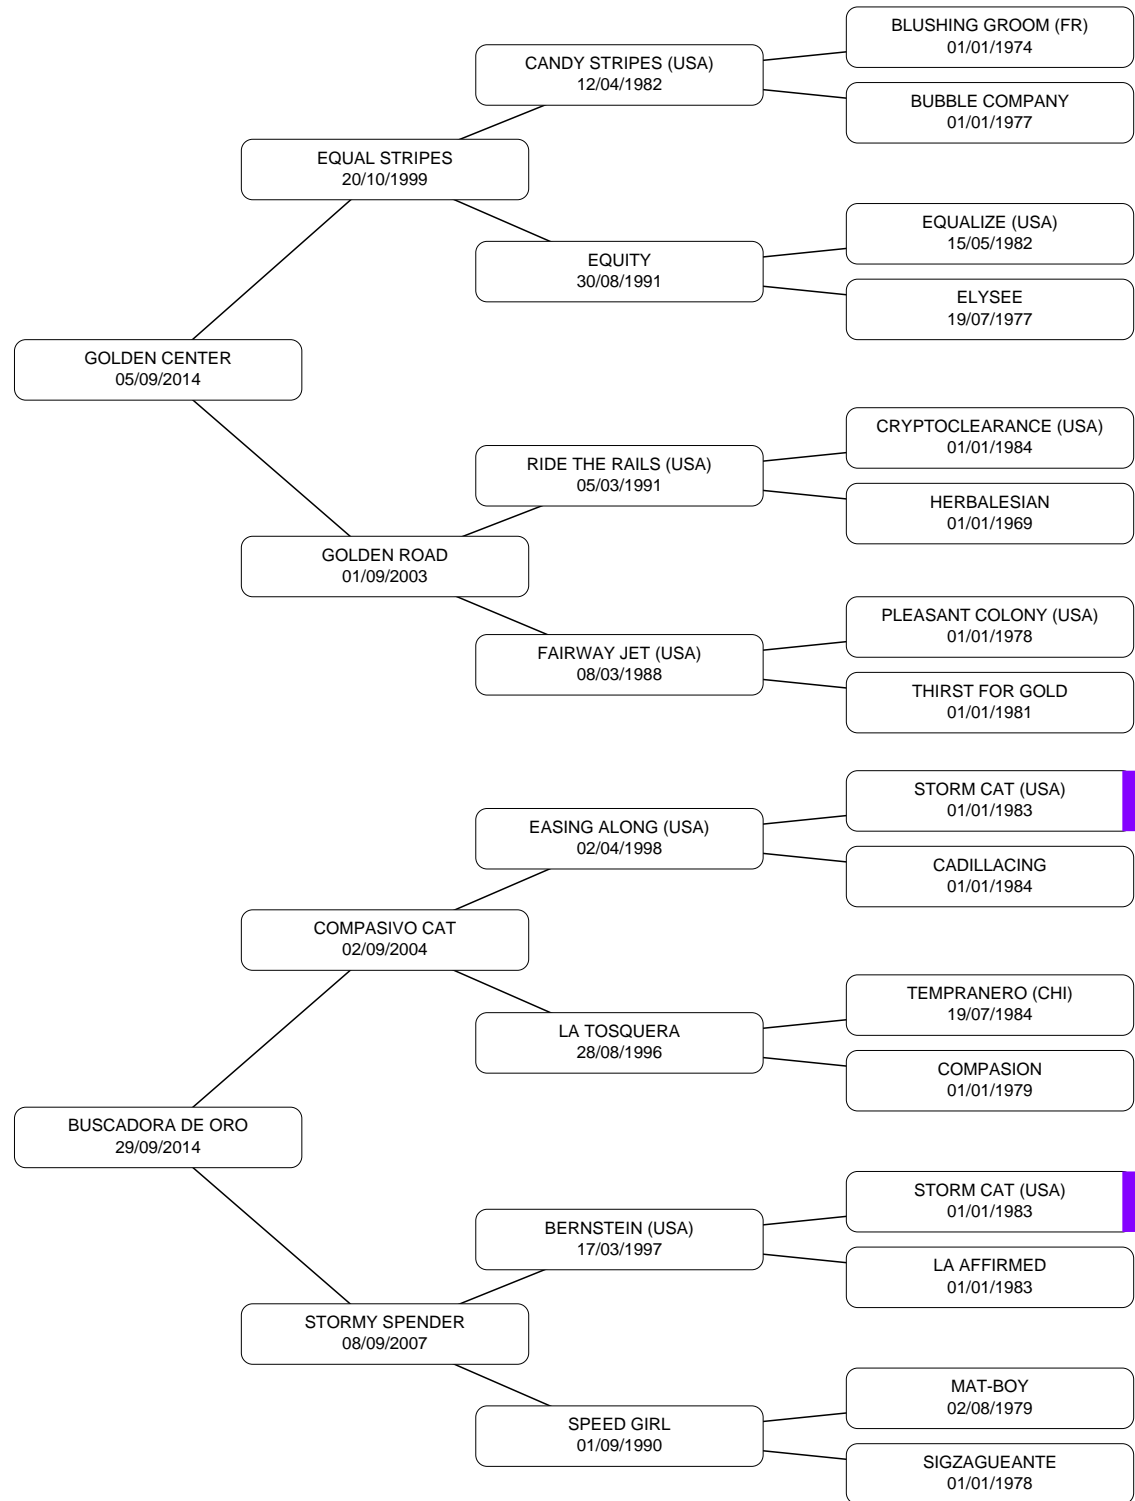 BLUSHING GROOM (FR)
01/01/1974
CANDY STRIPES (USA)
12/04/1982
BUBBLE COMPANY
01/01/1977
EQUAL STRIPES
20/10/1999
EQUALIZE (USA)
15/05/1982
EQUITY
30/08/1991
ELYSEE
19/07/1977
GOLDEN CENTER
05/09/2014
CRYPTOCLEARANCE (USA)
01/01/1984
RIDE THE RAILS (USA)
05/03/1991
HERBALESIAN
01/01/1969
GOLDEN ROAD
01/09/2003
PLEASANT COLONY (USA)
01/01/1978
FAIRWAY JET (USA)
08/03/1988
THIRST FOR GOLD
01/01/1981
STORM CAT (USA)
01/01/1983
EASING ALONG (USA)
02/04/1998
CADILLACING
01/01/1984
COMPASIVO CAT
02/09/2004
TEMPRANERO (CHI)
19/07/1984
LA TOSQUERA
28/08/1996
COMPASION
01/01/1979
BUSCADORA DE ORO
29/09/2014
STORM CAT (USA)
01/01/1983
BERNSTEIN (USA)
17/03/1997
LA AFFIRMED
01/01/1983
STORMY SPENDER
08/09/2007
MAT-BOY
02/08/1979
SPEED GIRL
01/09/1990
SIGZAGUEANTE
01/01/1978